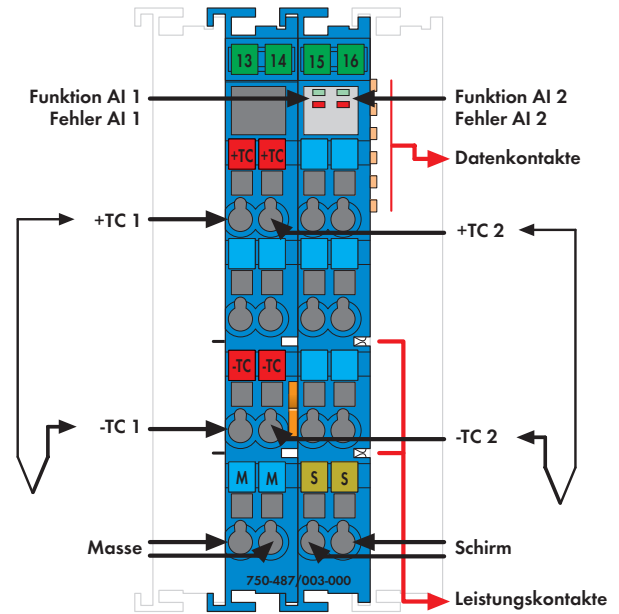 13 14 15 16
Funktion AI 1
Fehler AI 1
Funktion AI 2
Fehler AI 2
Datenkontakte
+TC +TC
+TC 1
+TC 2
-TC -TC
-TC 1
-TC 2
M M S S
Masse
Schirm
750-487/003-000
Leistungskontakte